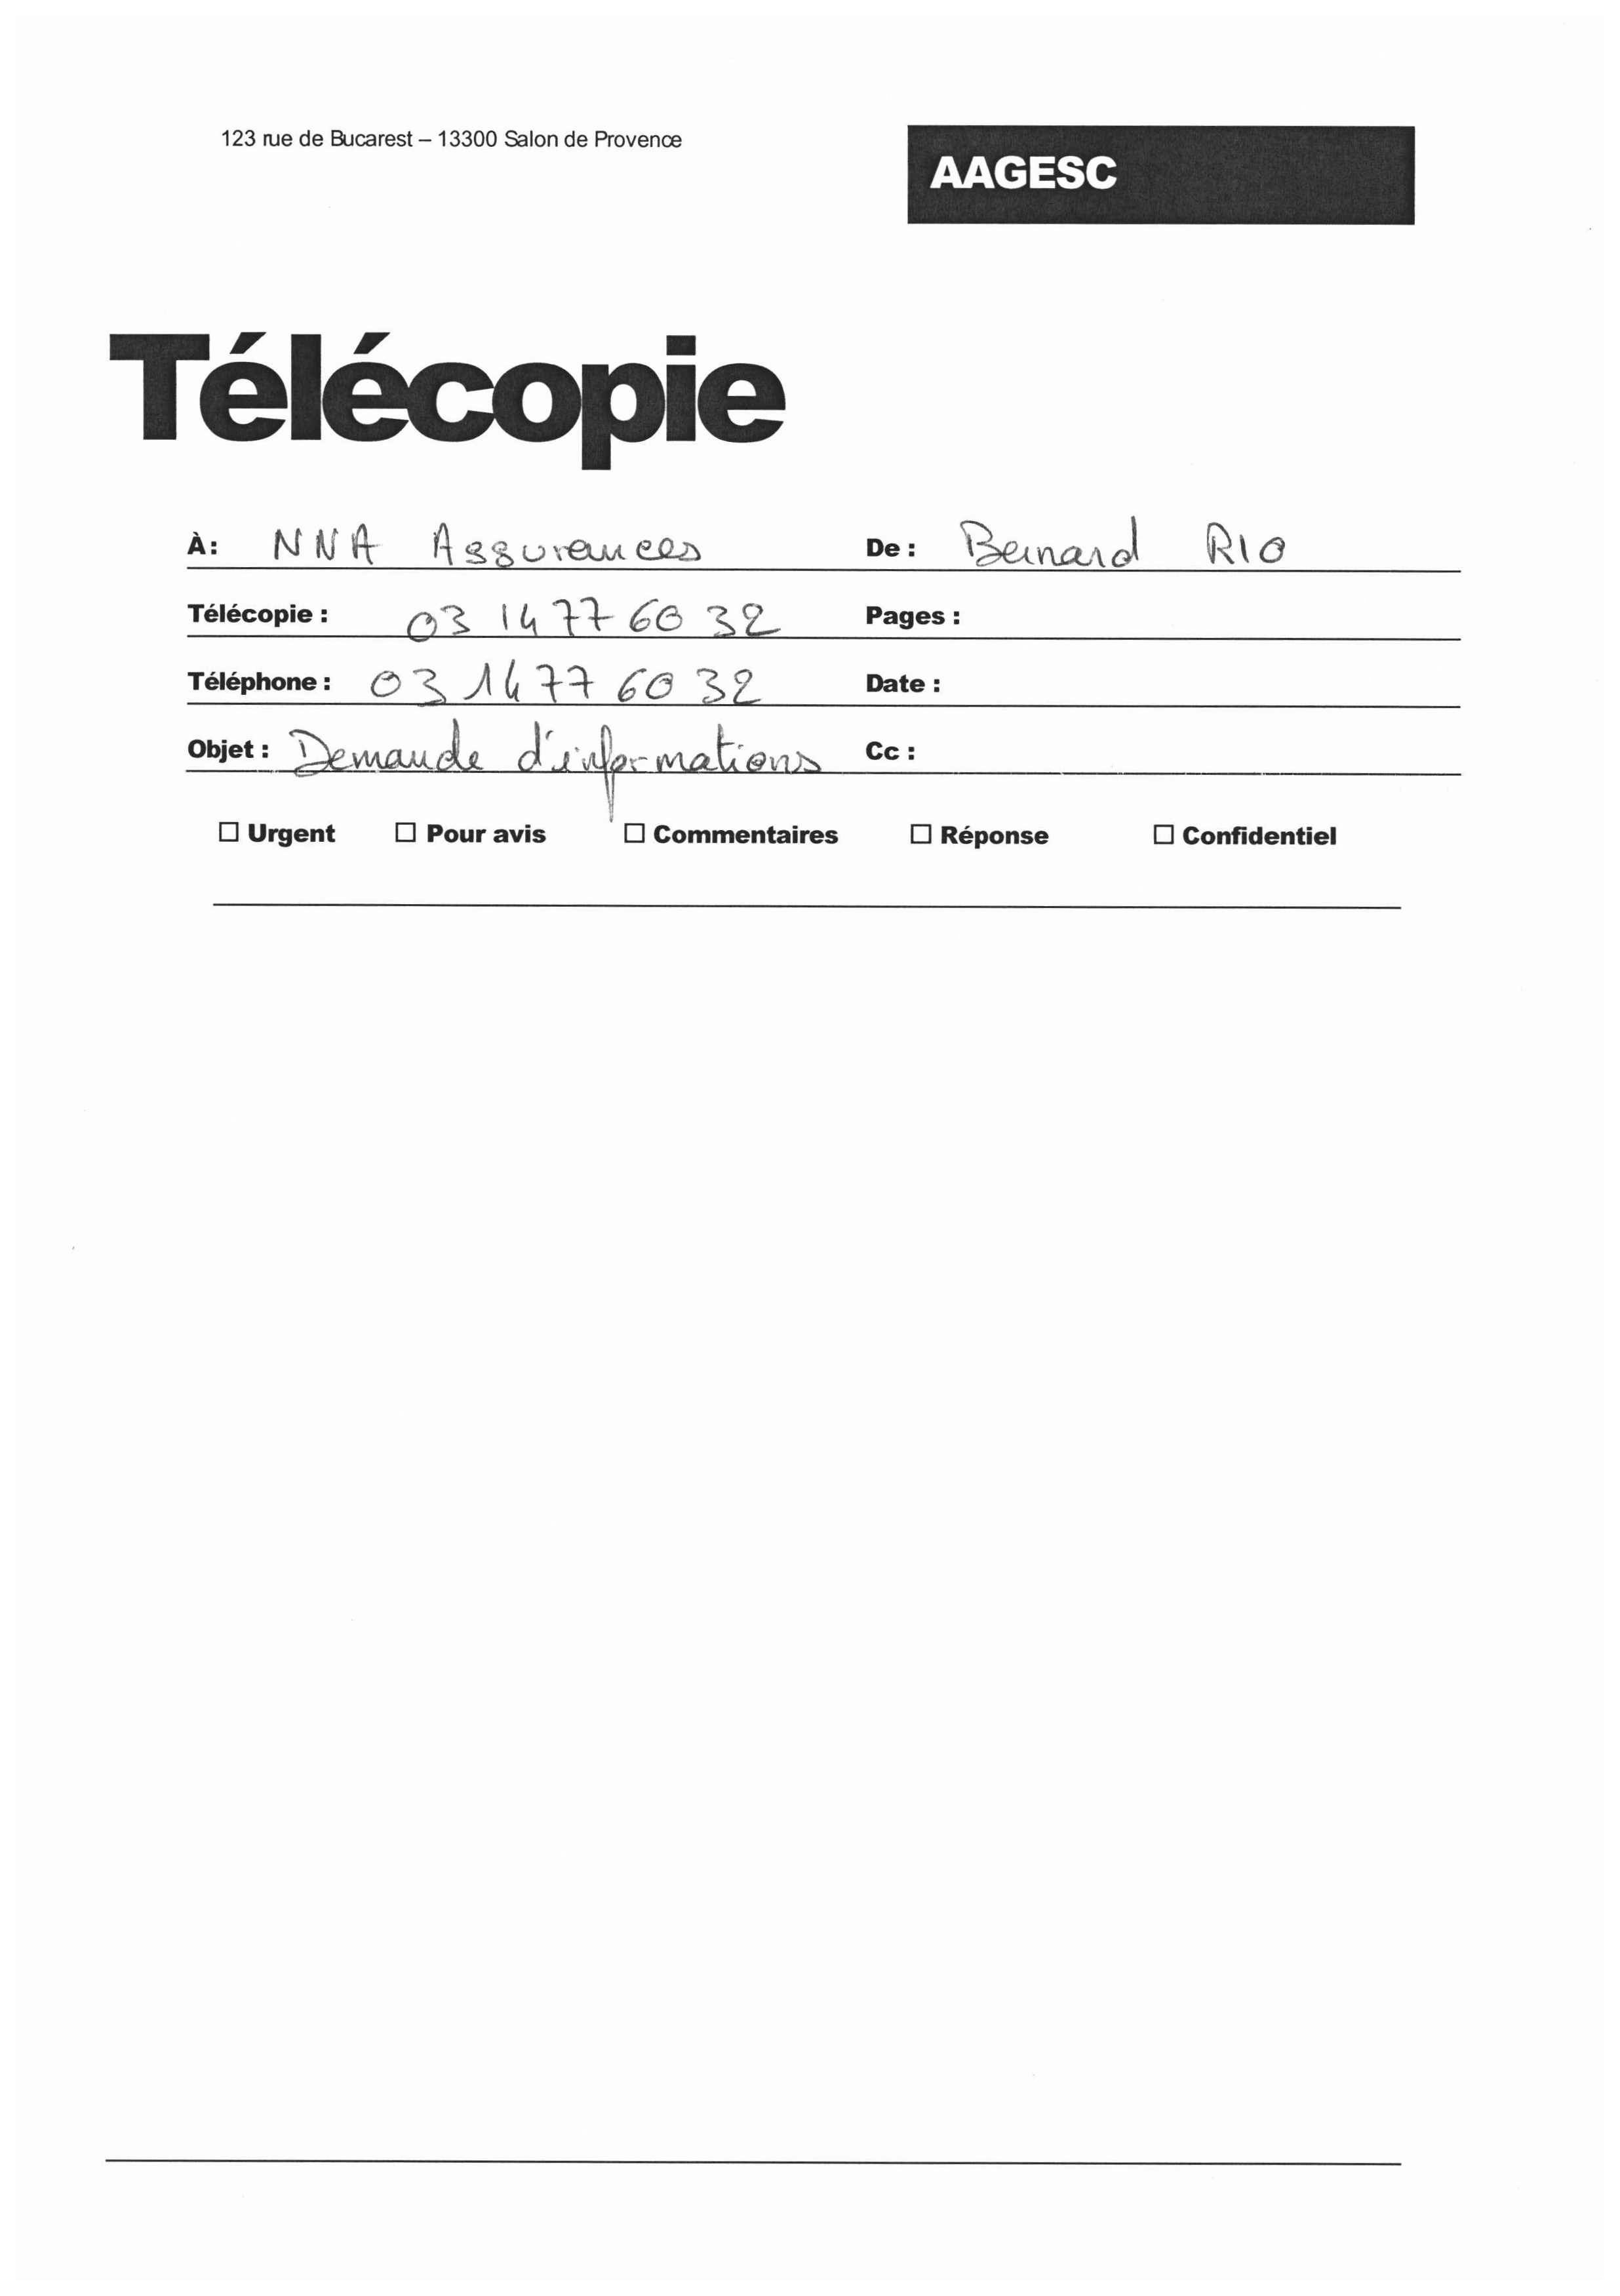 123 rue de Bucarest – 13300 Salon de Provence
AAGESC
Télécopie
À : NNA Assurances De : Bernard RIO
Télécopie : 03 14 77 60 32 Pages :
Téléphone : 03 14 77 60 32 Date :
Objet : Demande d'informations Cc :
☐ Urgent ☐ Pour avis ☐ Commentaires ☐ Réponse ☐ Confidentiel